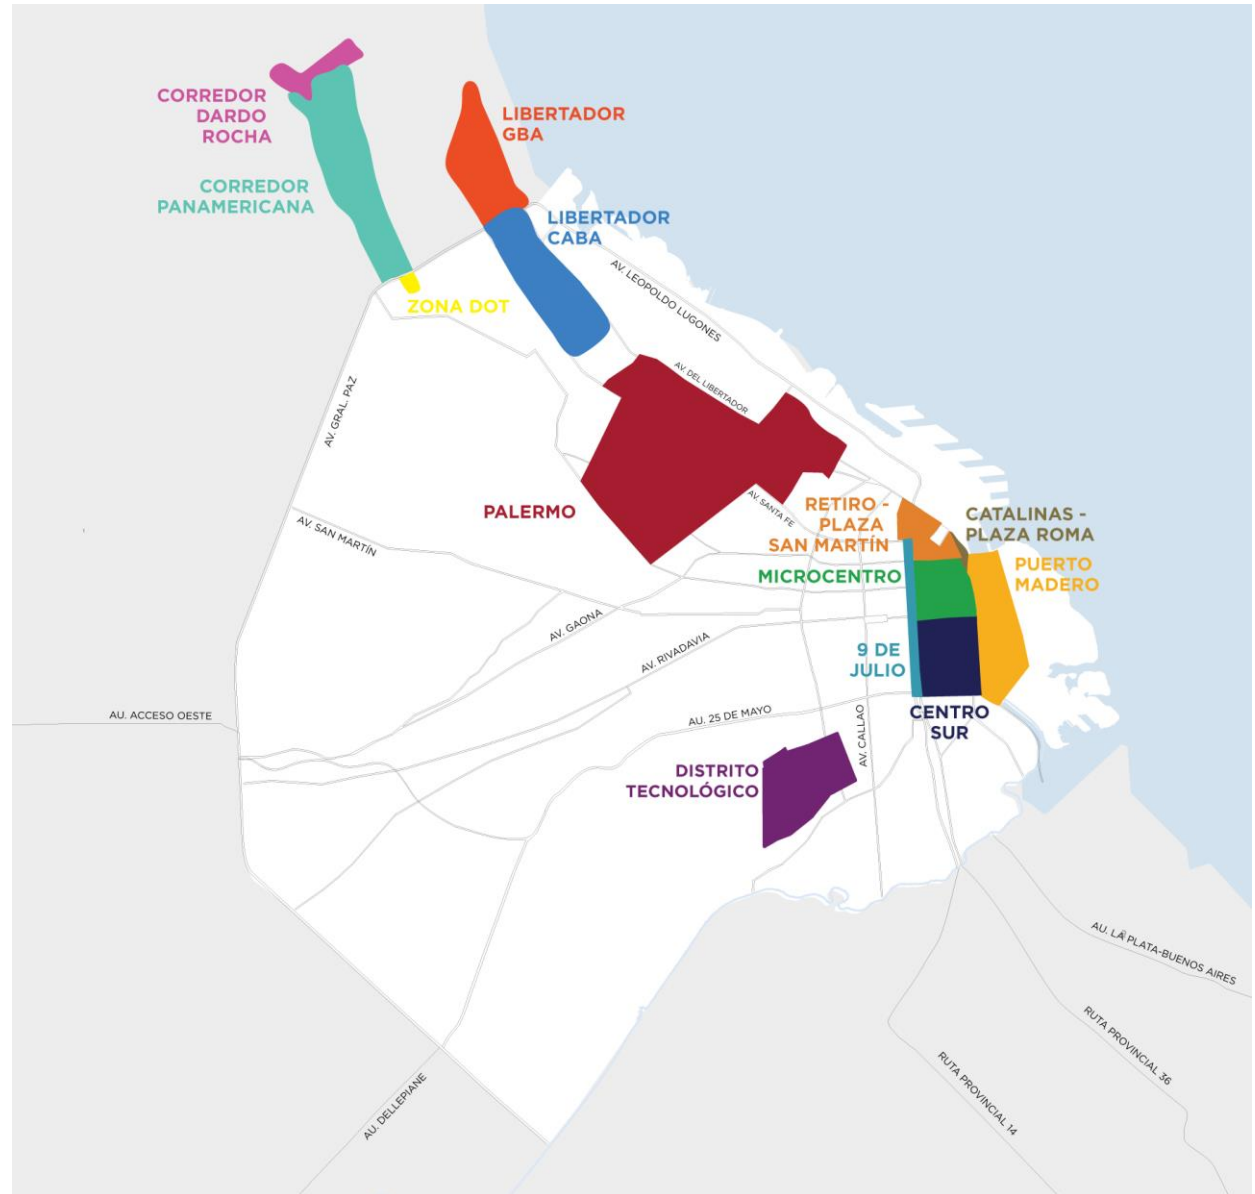 CORREDOR
DARDO
ROCHA
LIBERTADOR
GBA
CORREDOR
PANAMERICANA
LIBERTADOR
CABA
ZONA DOT
AV. LEOPOLDO LUGONES
AV. DEL LIBERTADOR
AV. GRAL. PAZ
PALERMO
AV. SANTA FE
RETIRO -
PLAZA
SAN MARTÍN
CATALINAS -
PLAZA ROMA
AV. SAN MARTÍN
MICROCENTRO
PUERTO
MADERO
AV. GAONA
AV. RIVADAVIA
9 DE
JULIO
AU. ACCESO OESTE
AU. 25 DE MAYO
AV. CALLAO
CENTRO
SUR
DISTRITO
TECNOLÓGICO
AU. LA PLATA-BUENOS AIRES
RUTA PROVINCIAL 36
RUTA PROVINCIAL 14
AU. DELLEPIANE